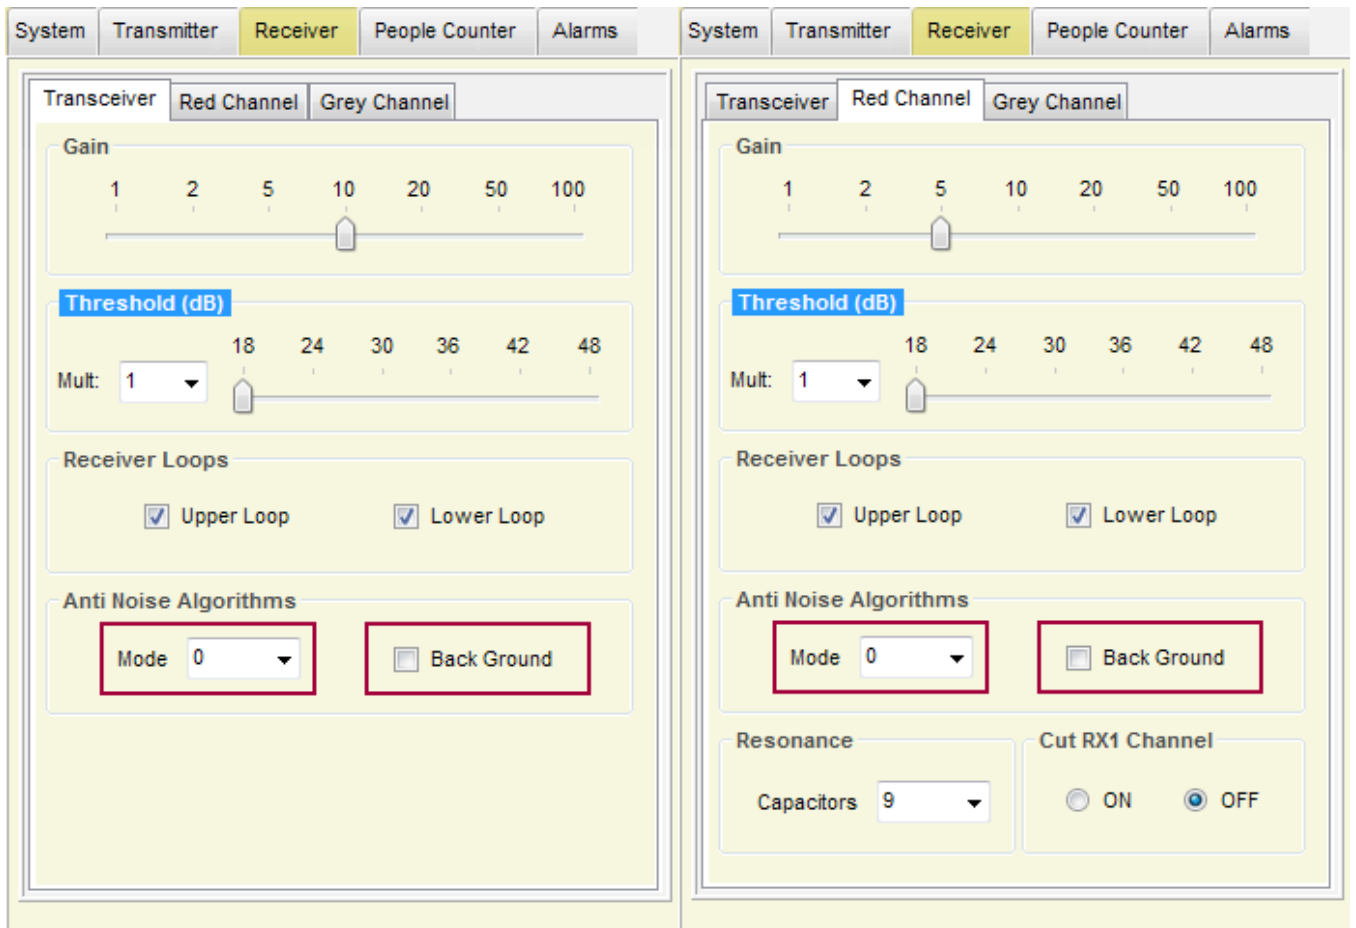 System Transmitter Receiver People Counter Alarms
Transceiver Red Channel Grey Channel
Gain
1 2 5 10 20 50 100
Threshold (dB)
18 24 30 36 42 48
Mult: 1
Receiver Loops
Upper Loop Lower Loop
Anti Noise Algorithms
Mode 0 Back Ground
System Transmitter Receiver People Counter Alarms
Transceiver Red Channel Grey Channel
Gain
1 2 5 10 20 50 100
Threshold (dB)
18 24 30 36 42 48
Mult: 1
Receiver Loops
Upper Loop Lower Loop
Anti Noise Algorithms
Mode 0 Back Ground
Resonance Cut RX1 Channel
Capacitors 9 ON OFF